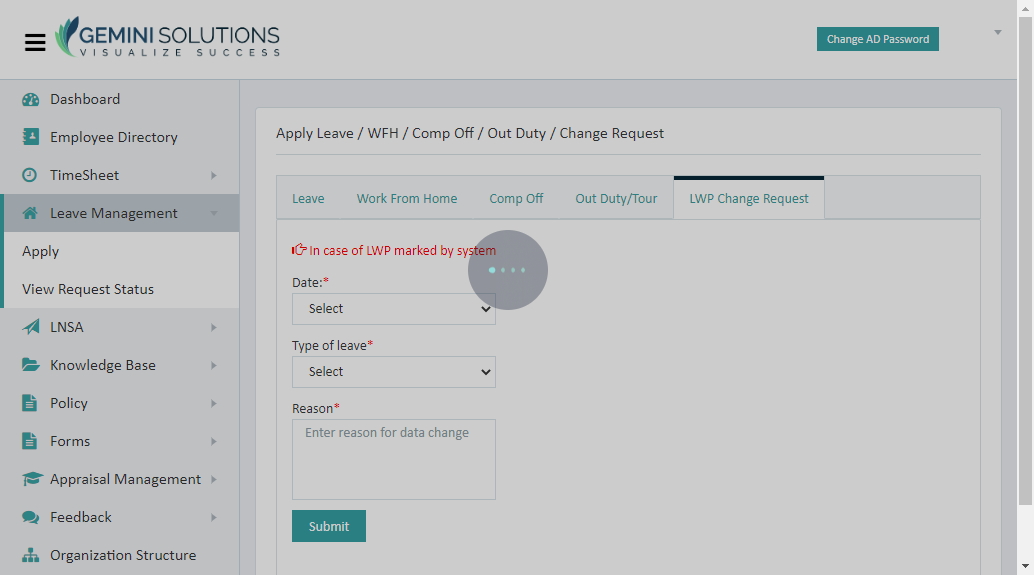 GEMINI SOLUTIONS
VISUALIZE SUCCESS
Change AD Password
Dashboard
Employee Directory
TimeSheet
Leave Management
Apply
View Request Status
LNSA
Knowledge Base
Policy
Forms
Appraisal Management
Feedback
Organization Structure
Apply Leave / WFH / Comp Off / Out Duty / Change Request
Leave Work From Home Comp Off Out Duty/Tour LWP Change Request
In case of LWP marked by system
Date:*
Select
Type of leave*
Select
Reason*
Enter reason for data change
Submit